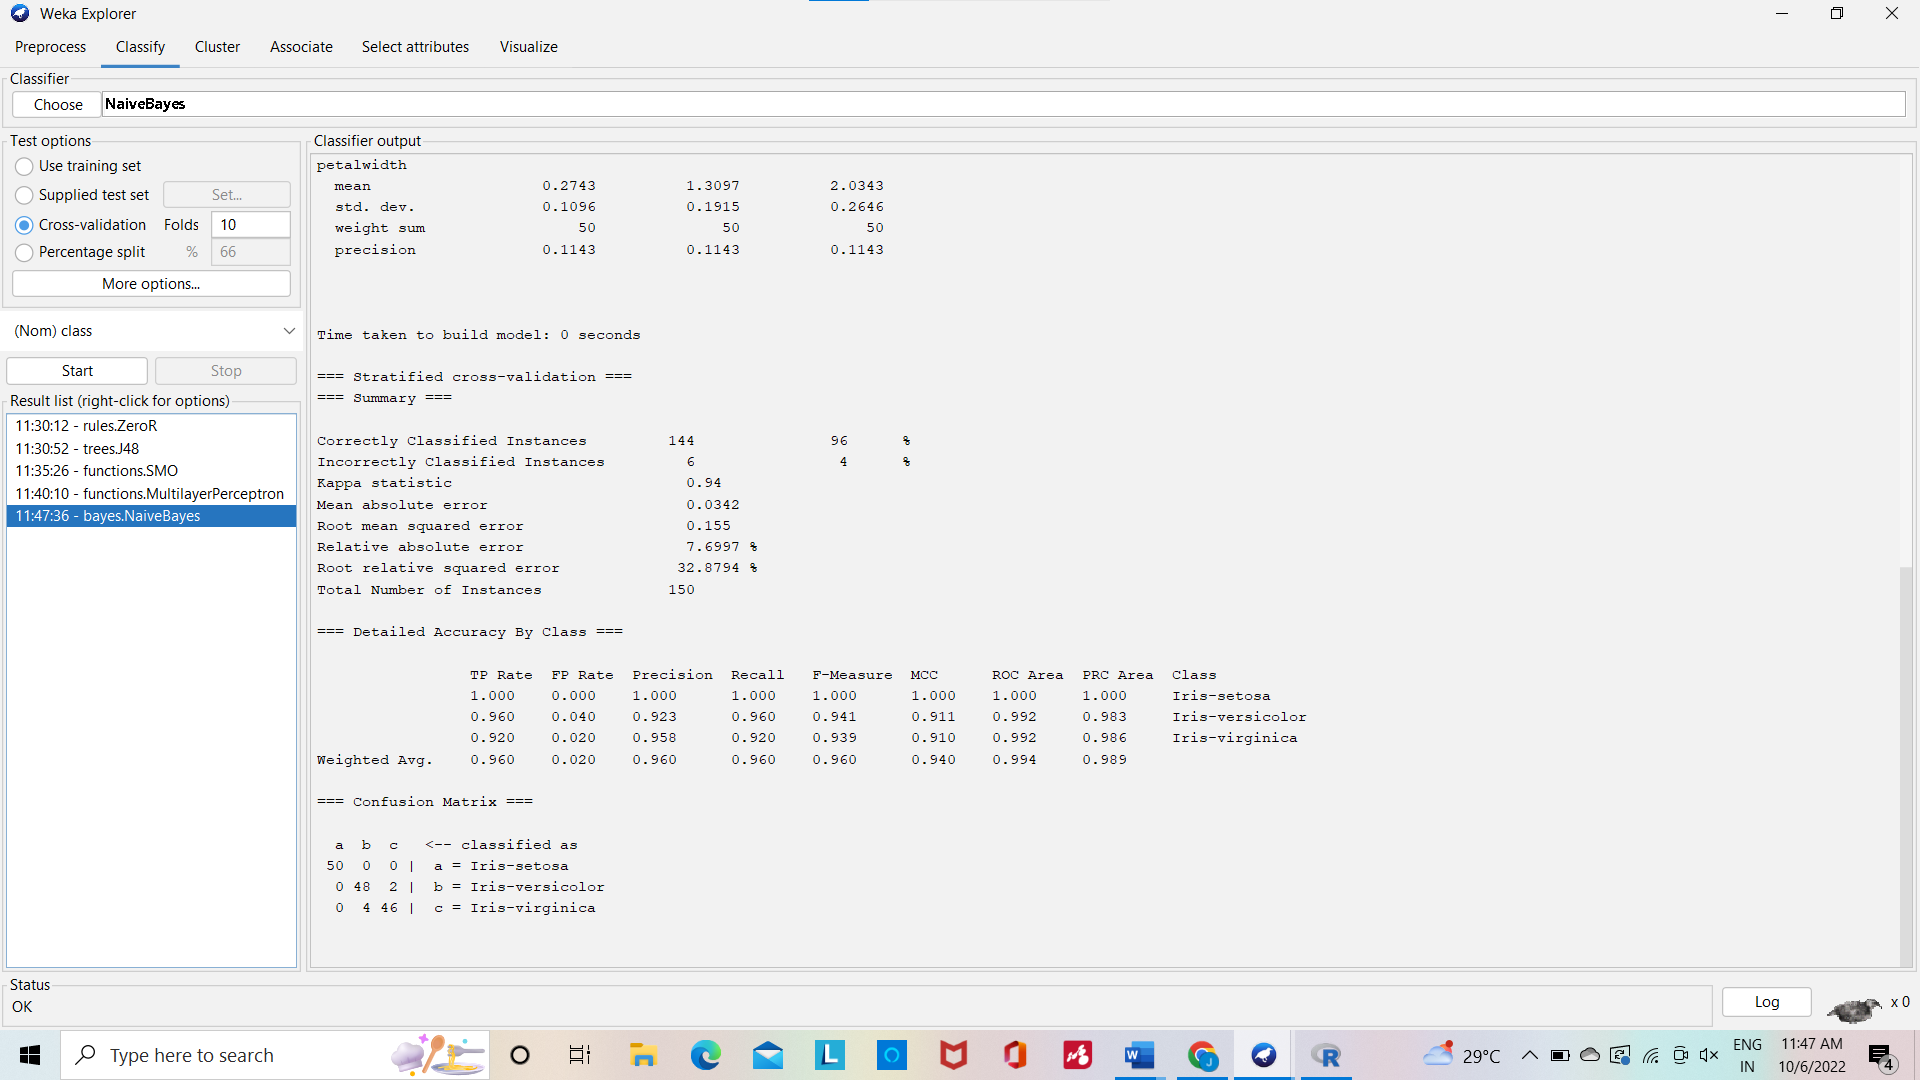 Weka Explorer
Preprocess Classify Cluster Associate Select attributes Visualize
Classifier
Choose NaiveBayes
Test options
Use training set
Supplied test set Set...
Cross-validation Folds 10
Percentage split % 66
More options...
(Nom) class
Start Stop
Result list (right-click for options)
11:30:12 - rules.ZeroR
11:30:52 - trees.J48
11:35:26 - functions.SMO
11:40:10 - functions.MultilayerPerceptron
11:47:36 - bayes.NaiveBayes
Classifier output
petalwidth
mean 0.2743 1.3097 2.0343
std. dev. 0.1096 0.1915 0.2646
weight sum 50 50 50
precision 0.1143 0.1143 0.1143
Time taken to build model: 0 seconds
=== Stratified cross-validation ===
=== Summary ===
Correctly Classified Instances 144 96 %
Incorrectly Classified Instances 6 4 %
Kappa statistic 0.94
Mean absolute error 0.0342
Root mean squared error 0.155
Relative absolute error 7.6997 %
Root relative squared error 32.8794 %
Total Number of Instances 150
=== Detailed Accuracy By Class ===
TP Rate FP Rate Precision Recall F-Measure MCC ROC Area PRC Area Class
1.000 0.000 1.000 1.000 1.000 1.000 1.000 1.000 Iris-setosa
0.960 0.040 0.923 0.960 0.941 0.911 0.992 0.983 Iris-versicolor
0.920 0.020 0.958 0.920 0.939 0.910 0.992 0.986 Iris-virginica
Weighted Avg. 0.960 0.020 0.960 0.960 0.960 0.940 0.994 0.989
=== Confusion Matrix ===
a b c <-- classified as
50 0 0 | a = Iris-setosa
0 48 2 | b = Iris-versicolor
0 4 46 | c = Iris-virginica
Status
OK
Log x 0
Type here to search
L
W
J
R
29°C
ENG
IN
11:47 AM
10/6/2022
4